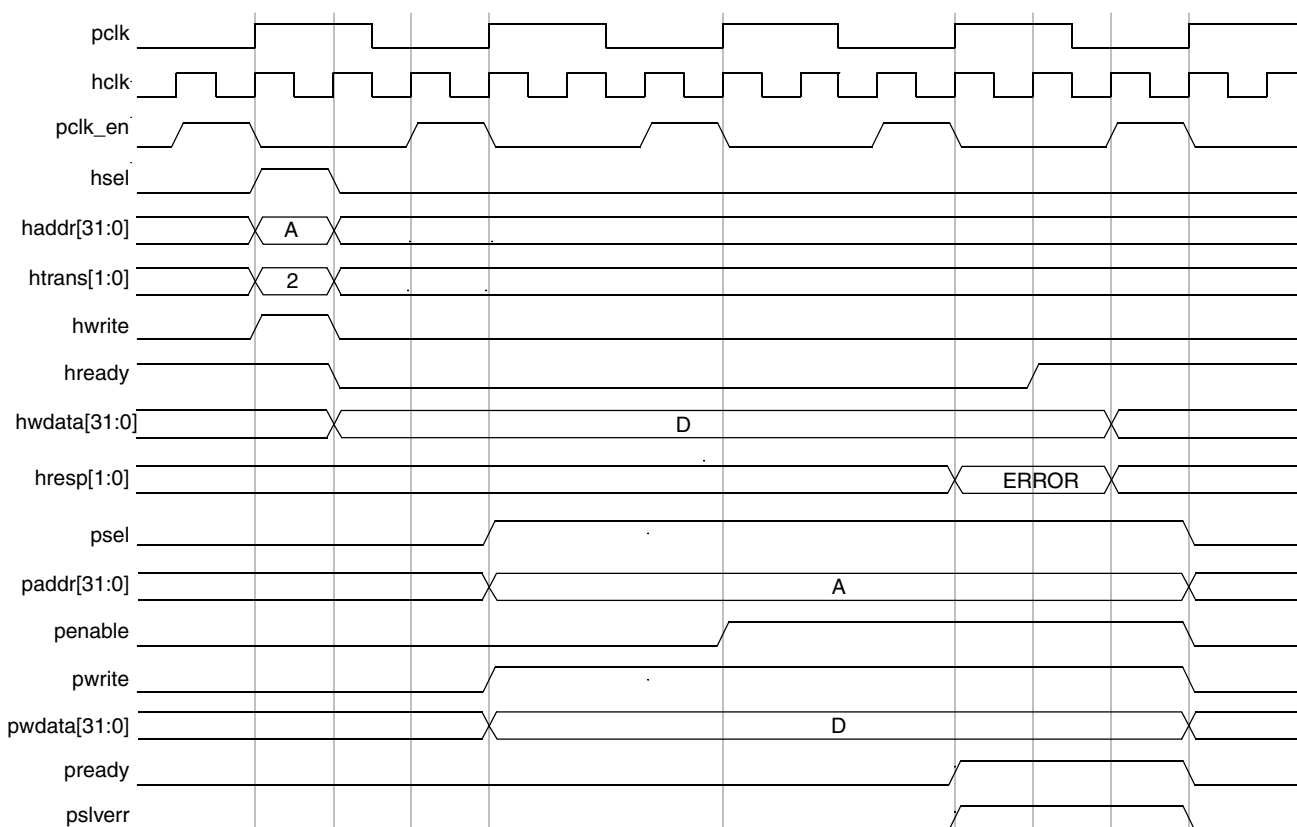 pclk
hclk
pclk_en
hsel
haddr[31:0] A
htrans[1:0] 2
hwrite
hready
hwdata[31:0] D
hresp[1:0] ERROR
psel
paddr[31:0] A
penable
pwrite
pwdata[31:0] D
pready
pslverr